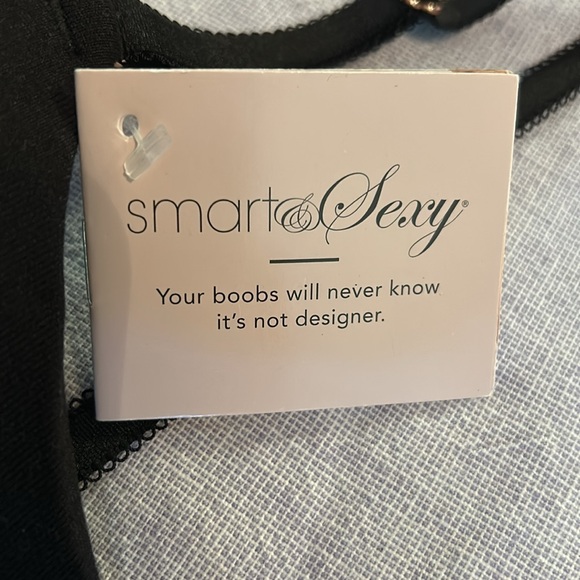 smart&Sexy®
Your boobs will never know
it's not designer.